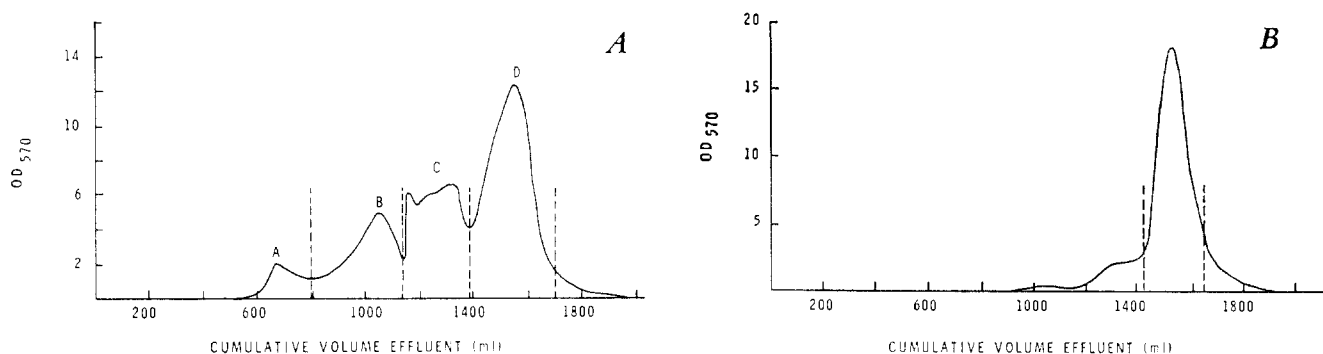 A
OD 570
14
10
6
2
A
B
C
D
200
600
1000
1400
1800
CUMULATIVE VOLUME EFFLUENT (ml)
B
OD 570
20
15
10
5
200
600
1000
1400
1800
CUMULATIVE VOLUME EFFLUENT (ml)